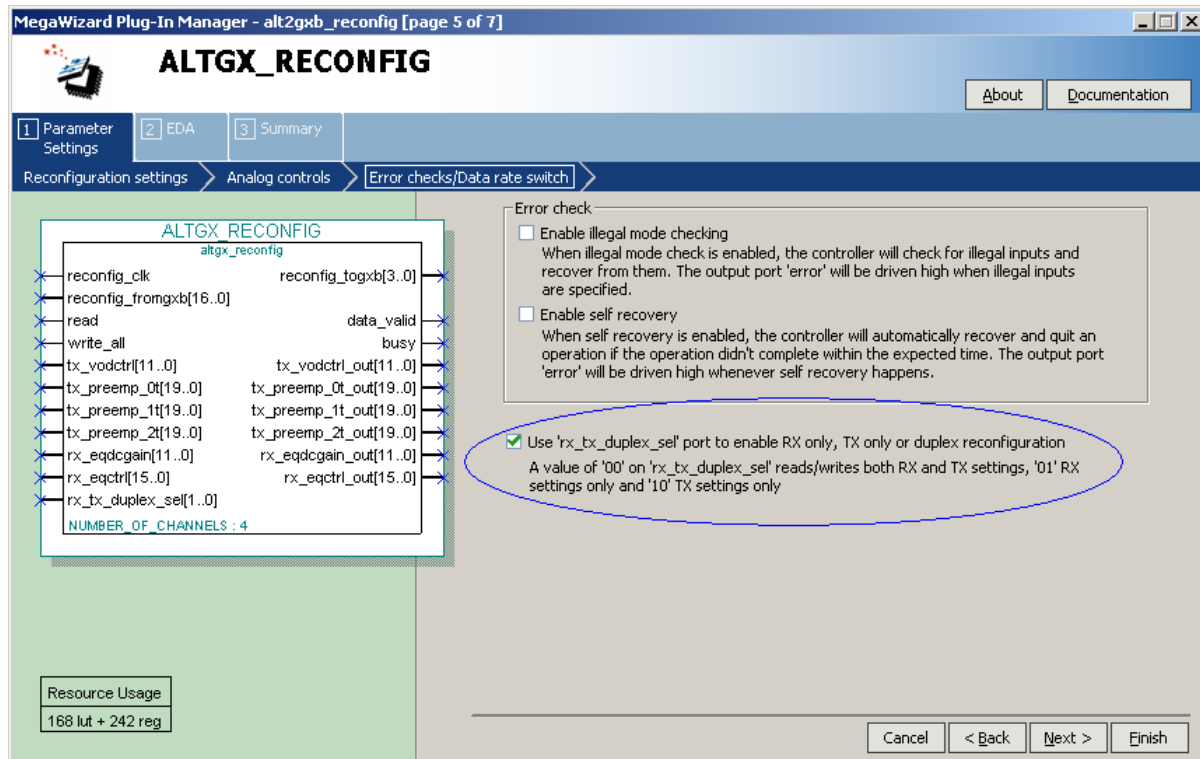 MegaWizard Plug-In Manager - alt2gxb_reconfig [page 5 of 7]
ALTGX_RECONFIG
About
Documentation
1 Parameter Settings
2 EDA
3 Summary
Reconfiguration settings
Analog controls
Error checks/Data rate switch
ALTGX_RECONFIG
altgx_reconfig
reconfig_clk
reconfig_togxb[3..0]
reconfig_fromgxb[16..0]
read
data_valid
write_all
busy
tx_vodctrl[11..0]
tx_vodctrl_out[11..0]
tx_preemp_0t[19..0]
tx_preemp_0t_out[19..0]
tx_preemp_1t[19..0]
tx_preemp_1t_out[19..0]
tx_preemp_2t[19..0]
tx_preemp_2t_out[19..0]
rx_eqdcgain[11..0]
rx_eqdcgain_out[11..0]
rx_eqctrl[15..0]
rx_eqctrl_out[15..0]
rx_tx_duplex_sel[1..0]
NUMBER_OF_CHANNELS : 4
Error check
Enable illegal mode checking
When illegal mode check is enabled, the controller will check for illegal inputs and
recover from them. The output port 'error' will be driven high when illegal inputs
are specified.
Enable self recovery
When self recovery is enabled, the controller will automatically recover and quit an
operation if the operation didn't complete within the expected time. The output port
'error' will be driven high whenever self recovery happens.
Use 'rx_tx_duplex_sel' port to enable RX only, TX only or duplex reconfiguration
A value of '00' on 'rx_tx_duplex_sel' reads/writes both RX and TX settings, '01' RX
settings only and '10' TX settings only
Resource Usage
168 lut + 242 reg
Cancel
< Back
Next >
Finish